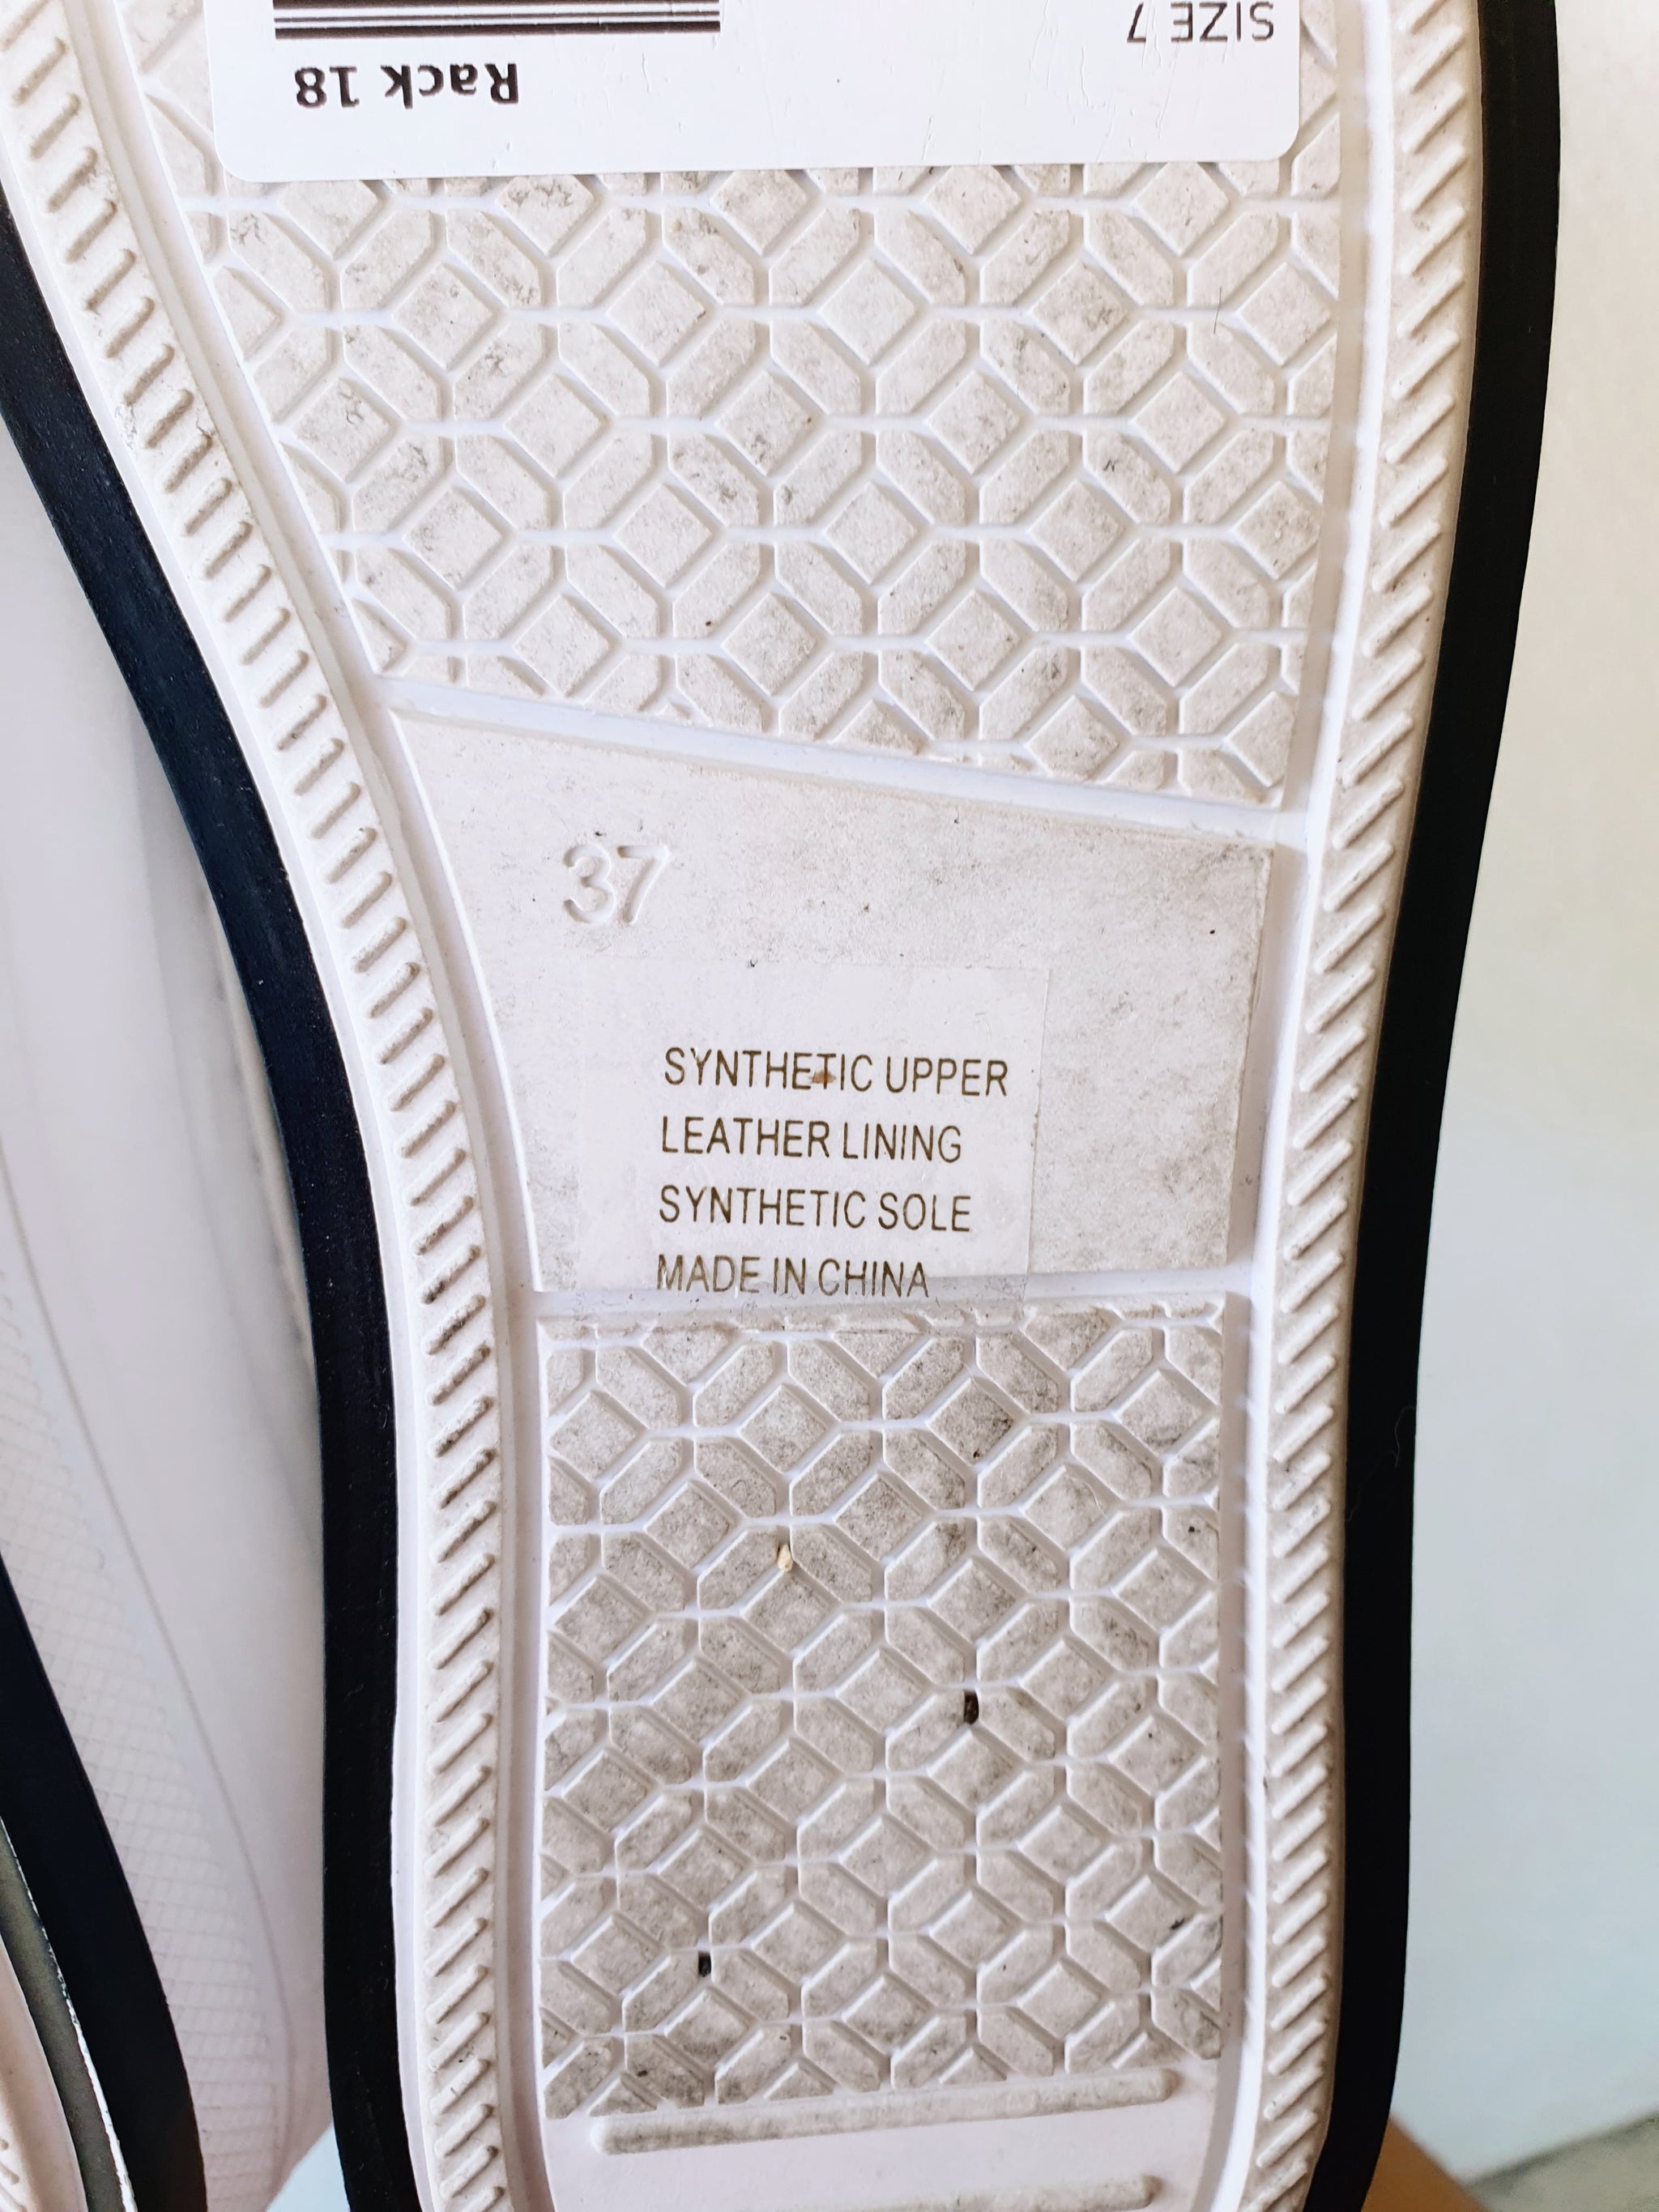 SIZE 7
Rack 18
37
SYNTHETIC UPPER
LEATHER LINING
SYNTHETIC SOLE
MADE IN CHINA